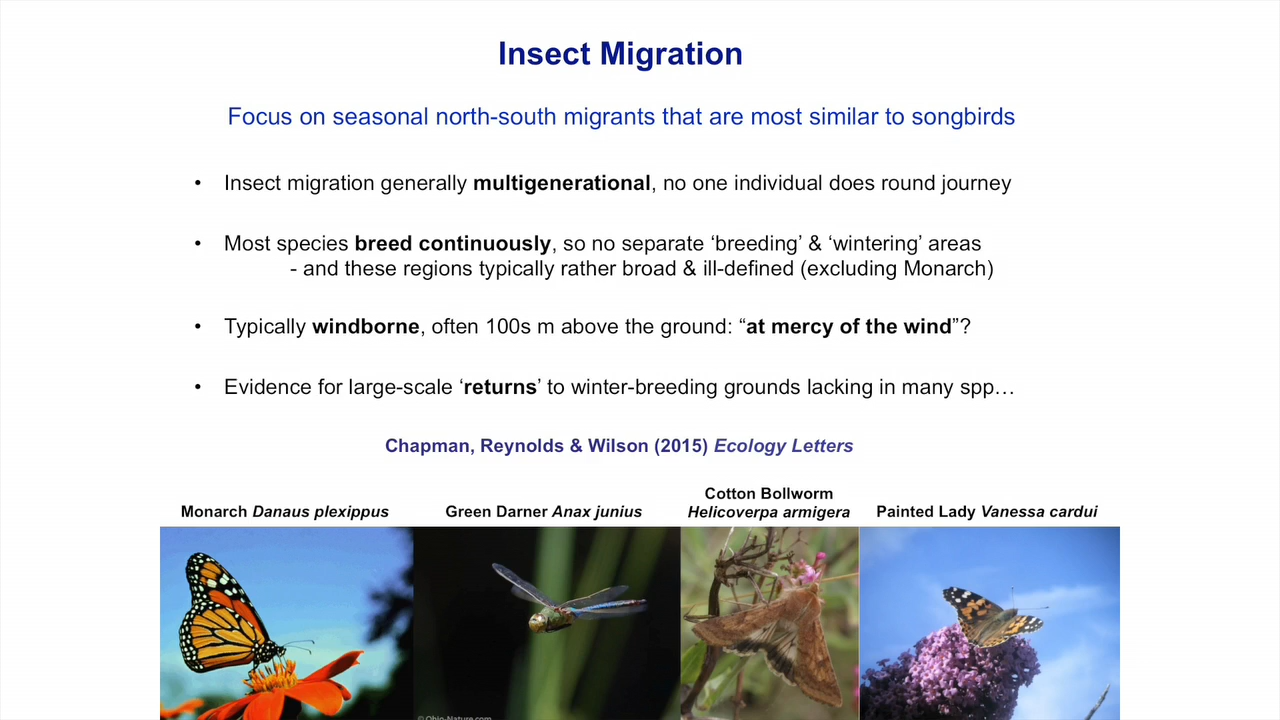 Insect Migration
Focus on seasonal north-south migrants that are most similar to songbirds
• Insect migration generally multigenerational, no one individual does round journey
• Most species breed continuously, so no separate ‘breeding’ & ‘wintering’ areas
- and these regions typically rather broad & ill-defined (excluding Monarch)
• Typically windborne, often 100s m above the ground: “at mercy of the wind”?
• Evidence for large-scale ‘returns’ to winter-breeding grounds lacking in many spp…
Chapman, Reynolds & Wilson (2015) Ecology Letters
Monarch Danaus plexippus
Green Darner Anax junius
Cotton Bollworm
Helicoverpa armigera
Painted Lady Vanessa cardui
© Ohio-Nature.com